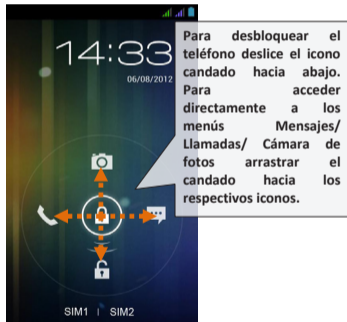 14:33
06/08/2012
SIM1 | SIM2
Para desbloquear el
teléfono deslice el icono
candado hacia abajo.
Para acceder
directamente a los
menús Mensajes/
Llamadas/ Cámara de
fotos arrastrar el
candado hacia los
respectivos iconos.